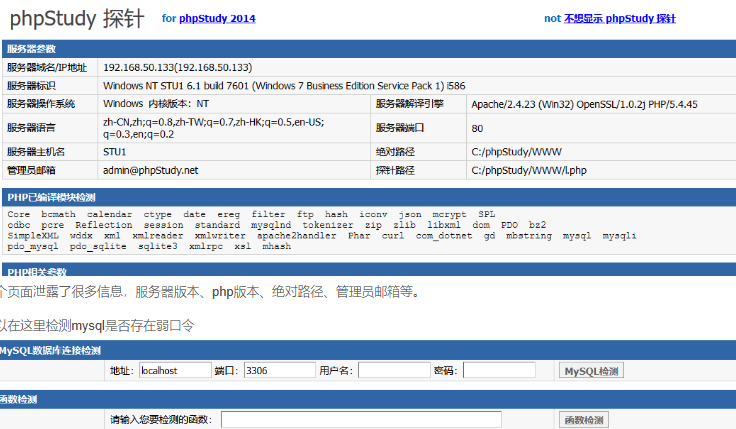 phpStudy 探针 for phpStudy 2014 not 不想显示 phpStudy 探针
服务器参数
服务器域名/IP地址 192.168.50.133(192.168.50.133)
服务器标识 Windows NT STU1 6.1 build 7601 (Windows 7 Business Edition Service Pack 1) i586
服务器操作系统 Windows 内核版本：NT 服务器解译引擎 Apache/2.4.23 (Win32) OpenSSL/1.0.2j PHP/5.4.45
服务器语言 zh-CN,zh;q=0.8,zh-TW;q=0.7,zh-HK;q=0.5,en-US;
q=0.3,en;q=0.2 服务器端口 80
服务器主机名 STU1 绝对路径 C:/phpStudy/WWW
管理员邮箱 admin@phpStudy.net 探针路径 C:/phpStudy/WWW/l.php
PHP已编译模块检测
Core bcmath calendar ctype date ereg filter ftp hash iconv json mcrypt SPL
odbc pcre Reflection session standard mysqlnd tokenizer zip zlib libxml dom PDO bz2
SimpleXML wddx xml xmlreader xmlwriter apache2handler Phar curl com_dotnet gd mbstring mysql mysqli
pdo_mysql pdo_sqlite sqlite3 xmlrpc xsl mhash
PHP相关参数
个页面泄露了很多信息，服务器版本、php版本、绝对路径、管理员邮箱等。
以在这里检测mysql是否存在弱口令
MySQL数据库连接检测
地址： localhost 端口： 3306 用户名： 密码： MySQL检测
函数检测
请输入您要检测的函数： 函数检测